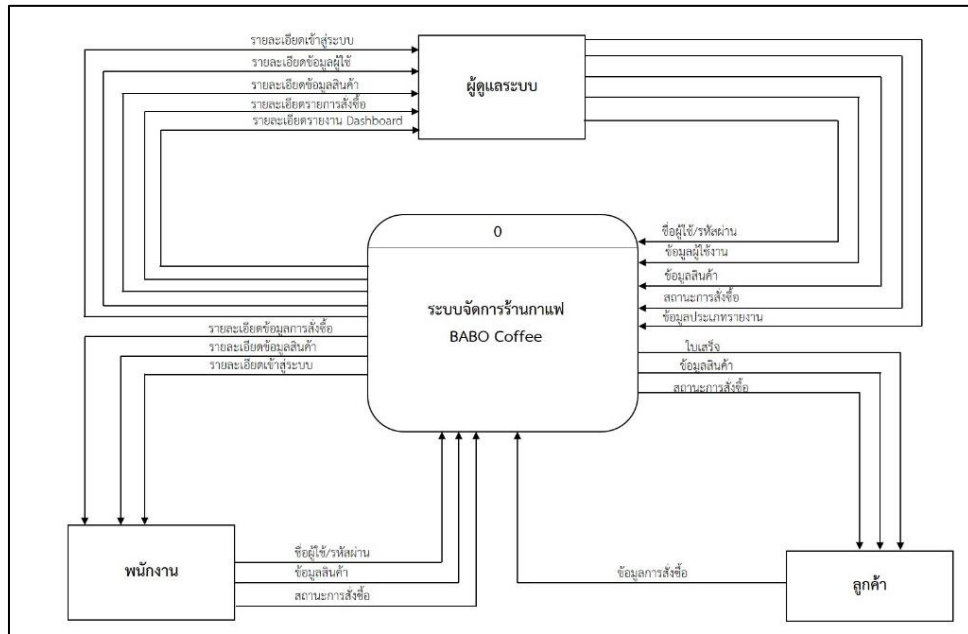 รายละเอียดเข้าสู่ระบบ
รายละเอียดข้อมูลผู้ใช้
รายละเอียดข้อมูลสินค้า
รายละเอียดรายการสั่งซื้อ
รายละเอียดรายงาน Dashboard
ผู้ดูแลระบบ
0
ระบบจัดการร้านกาแฟ
BABO Coffee
ชื่อผู้ใช้/รหัสผ่าน
ข้อมูลผู้ใช้งาน
ข้อมูลสินค้า
สถานะการสั่งซื้อ
ข้อมูลประเภทรายงาน
รายละเอียดข้อมูลการสั่งซื้อ
รายละเอียดข้อมูลสินค้า
รายละเอียดเข้าสู่ระบบ
ใบเสร็จ
ข้อมูลสินค้า
สถานะการสั่งซื้อ
พนักงาน
ชื่อผู้ใช้/รหัสผ่าน
ข้อมูลสินค้า
สถานะการสั่งซื้อ
ข้อมูลการสั่งซื้อ
ลูกค้า